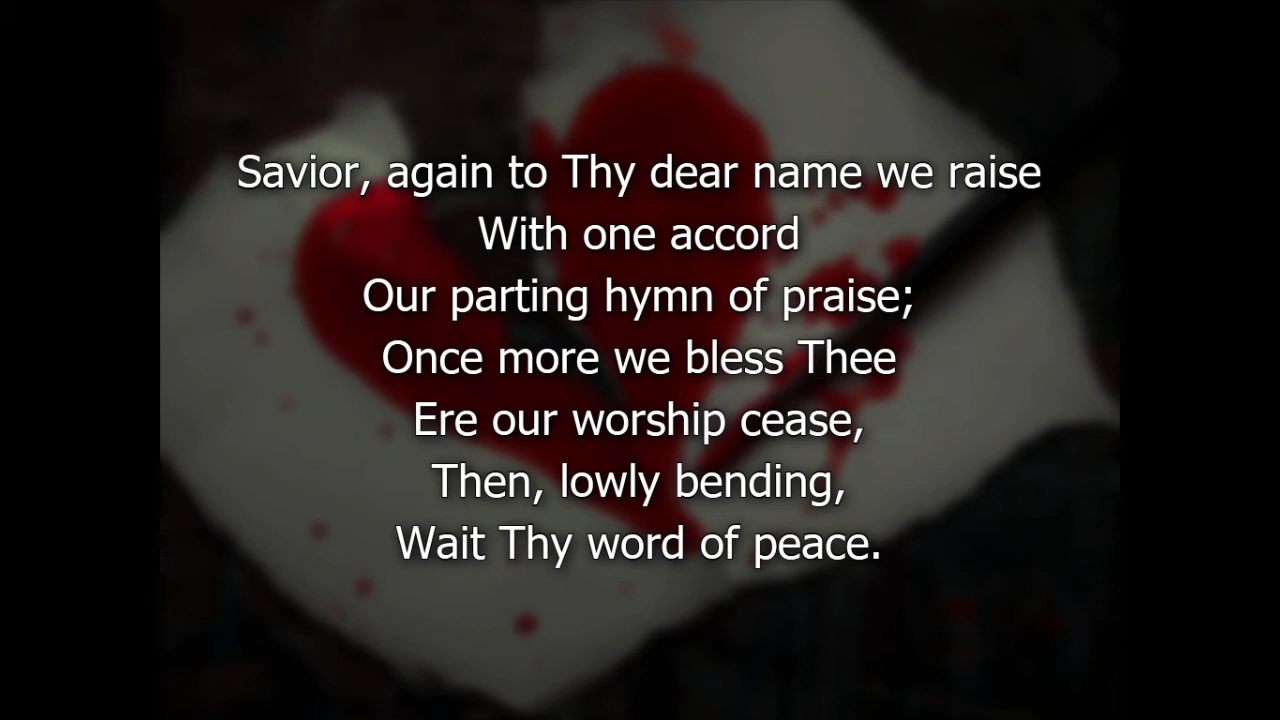 Savior, again to Thy dear name we raise
With one accord
Our parting hymn of praise;
Once more we bless Thee
Ere our worship cease,
Then, lowly bending,
Wait Thy word of peace.